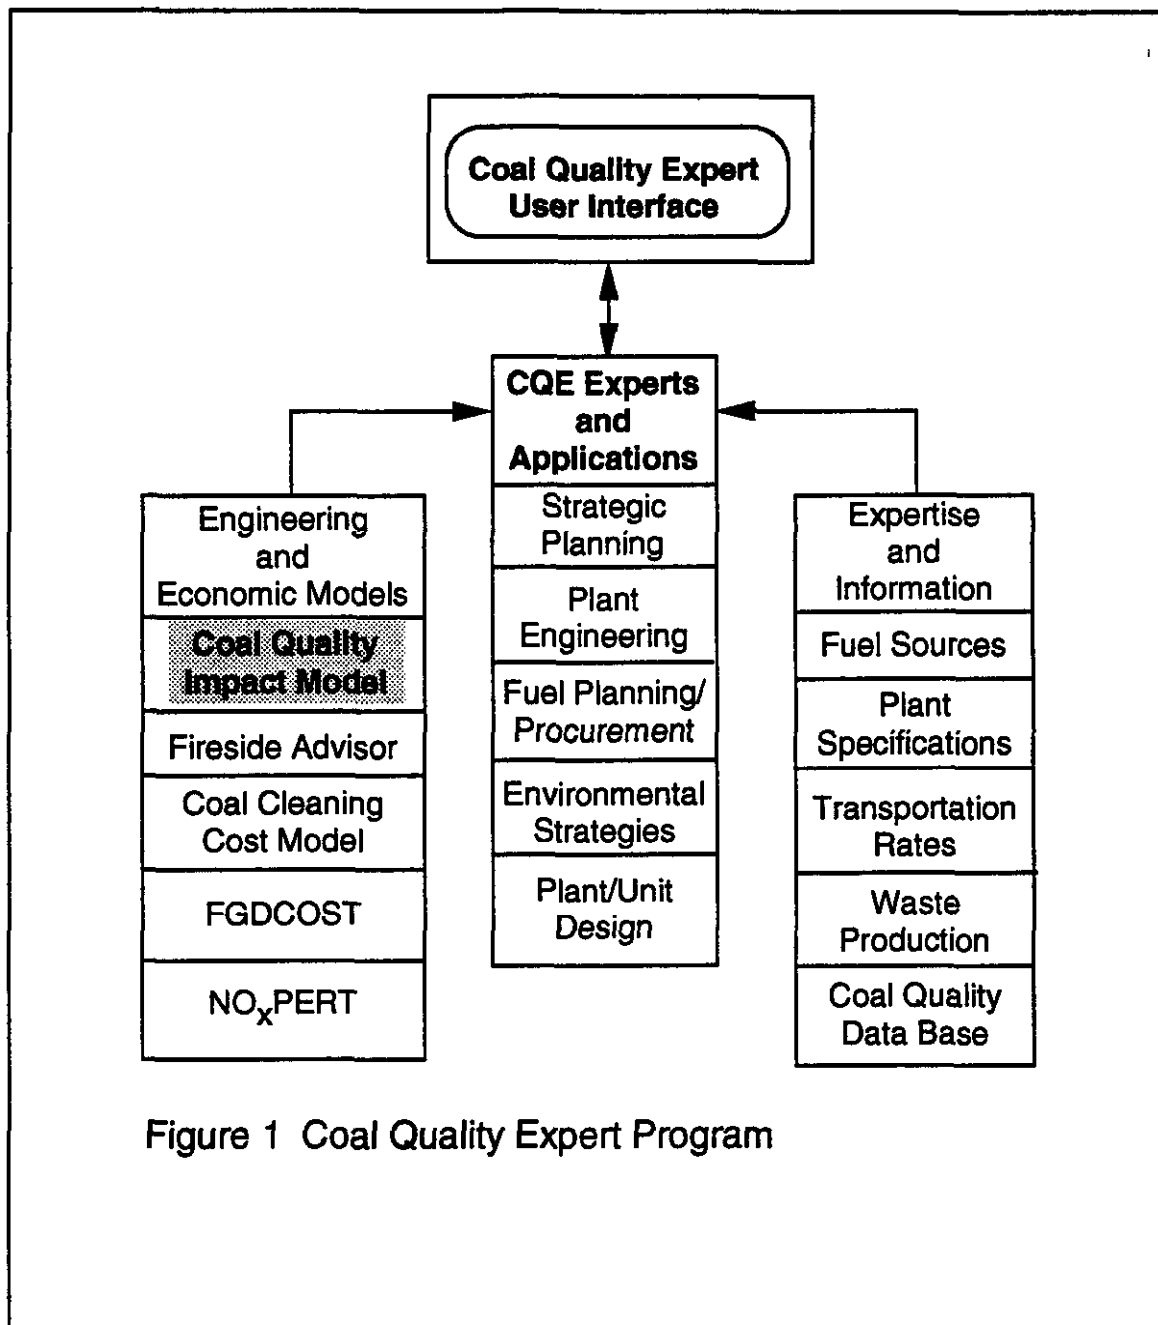 Coal Quality Expert
User Interface
CQE Experts
and
Applications
Strategic
Planning
Plant
Engineering
Fuel Planning/
Procurement
Environmental
Strategies
Plant/Unit
Design
Engineering
and
Economic Models
Coal Quality
Impact Model
Fireside Advisor
Coal Cleaning
Cost Model
FGDCOST
NOxPERT
Expertise
and
Information
Fuel Sources
Plant
Specifications
Transportation
Rates
Waste
Production
Coal Quality
Data Base
Figure 1 Coal Quality Expert Program